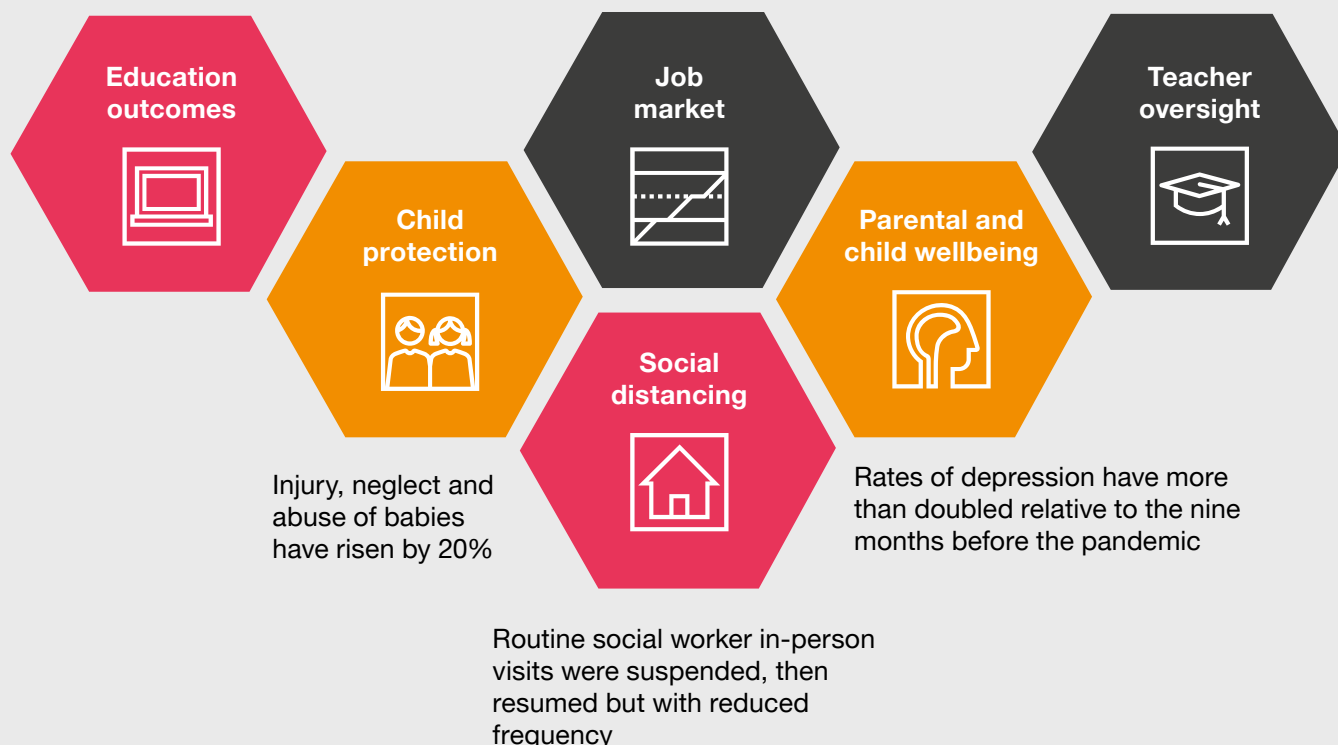 Education
outcomes
Job
market
Teacher
oversight
Child
protection
Parental and
child wellbeing
Social
distancing
Injury, neglect and
abuse of babies
have risen by 20%
Rates of depression have more
than doubled relative to the nine
months before the pandemic
Routine social worker in-person
visits were suspended, then
resumed but with reduced
frequency